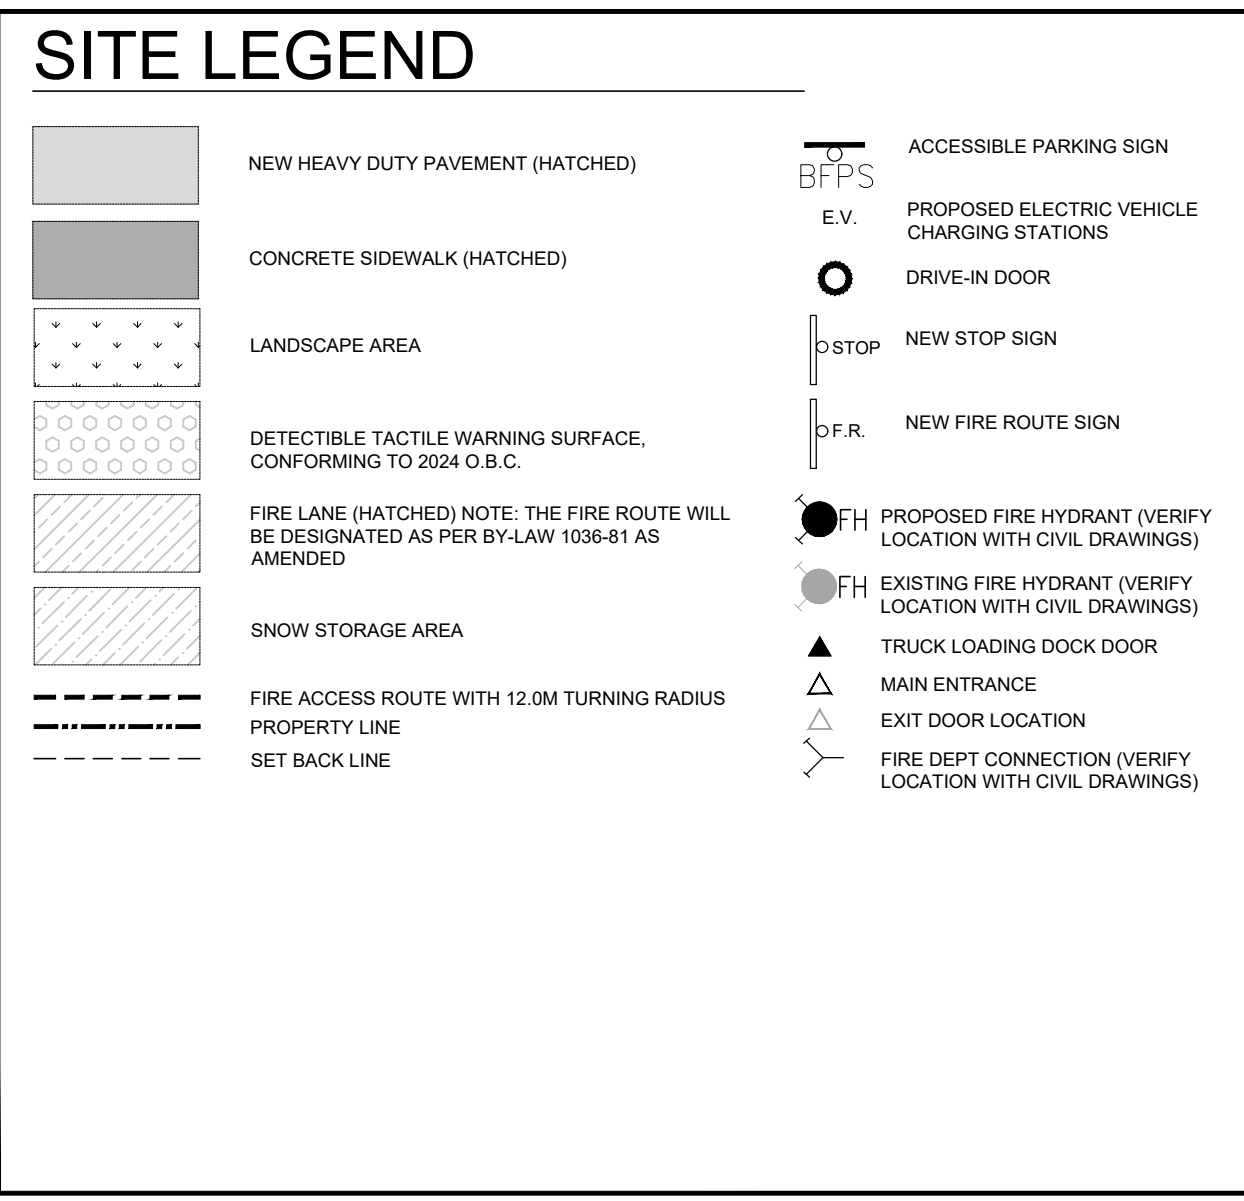 SITE LEGEND
NEW HEAVY DUTY PAVEMENT (HATCHED)
CONCRETE SIDEWALK (HATCHED)
LANDSCAPE AREA
DETECTIBLE TACTILE WARNING SURFACE,
CONFORMING TO 2024 O.B.C.
FIRE LANE (HATCHED) NOTE: THE FIRE ROUTE WILL
BE DESIGNATED AS PER BY-LAW 1036-81 AS
AMENDED
SNOW STORAGE AREA
FIRE ACCESS ROUTE WITH 12.0M TURNING RADIUS
PROPERTY LINE
SET BACK LINE
BFPS
ACCESSIBLE PARKING SIGN
E.V.
PROPOSED ELECTRIC VEHICLE
CHARGING STATIONS
DRIVE-IN DOOR
STOP
NEW STOP SIGN
F.R.
NEW FIRE ROUTE SIGN
FH
PROPOSED FIRE HYDRANT (VERIFY
LOCATION WITH CIVIL DRAWINGS)
FH
EXISTING FIRE HYDRANT (VERIFY
LOCATION WITH CIVIL DRAWINGS)
TRUCK LOADING DOCK DOOR
MAIN ENTRANCE
EXIT DOOR LOCATION
FIRE DEPT CONNECTION (VERIFY
LOCATION WITH CIVIL DRAWINGS)